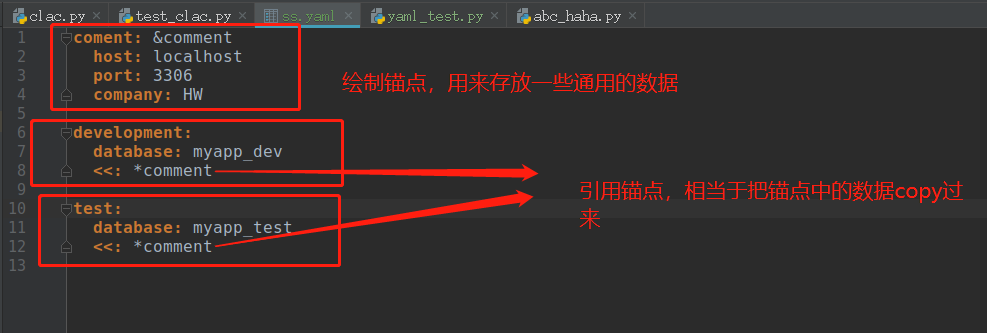 clac.py × test_clac.py × ss.yaml × yaml_test.py × abc_haha.py ×
1 coment: &comment
2 host: localhost
3 port: 3306
4 company: HW
绘制锚点，用来存放一些通用的数据
5
6 development:
7 database: myapp_dev
8 <<: *comment
9
引用锚点，相当于把锚点中的数据copy过
来
10 test:
11 database: myapp_test
12 <<: *comment
13